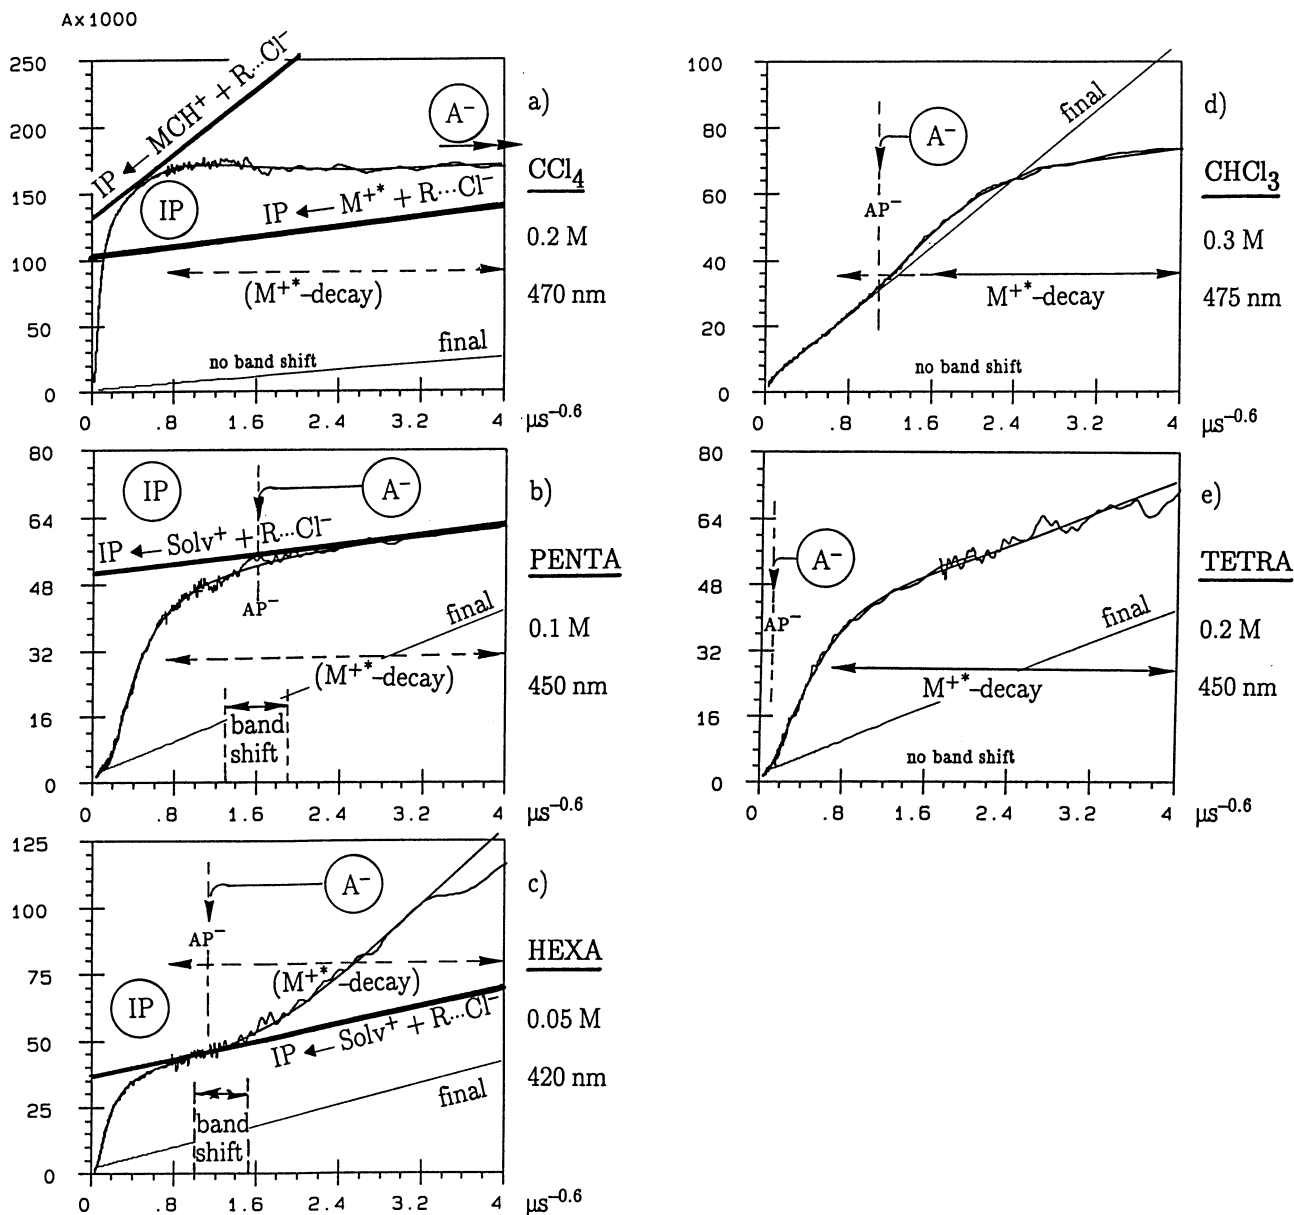 Ax1000
250
200
150
100
50
0
0 .8 1.6 2.4 3.2 4 μs⁻⁰·⁶
IP ← MCH⁺ + R···Cl⁻
A⁻
IP
IP ← M⁺* + R···Cl⁻
(M⁺*–decay)
no band shift
final
a)
CCl₄
0.2 M
470 nm
80
64
48
32
16
0
0 .8 1.6 2.4 3.2 4 μs⁻⁰·⁶
IP
A⁻
IP ← Solv⁺ + R···Cl⁻
AP⁻
final
(M⁺*–decay)
band
shift
b)
PENTA
0.1 M
450 nm
125
100
75
50
25
0
0 .8 1.6 2.4 3.2 4 μs⁻⁰·⁶
A⁻
AP⁻
(M⁺*–decay)
IP
IP ← Solv⁺ + R···Cl⁻
final
band
shift
c)
HEXA
0.05 M
420 nm
100
80
60
40
20
0
0 .8 1.6 2.4 3.2 4 μs⁻⁰·⁶
final
A⁻
AP⁻
M⁺*–decay
no band shift
d)
CHCl₃
0.3 M
475 nm
80
64
48
32
16
0
0 .8 1.6 2.4 3.2 4 μs⁻⁰·⁶
A⁻
AP⁻
final
M⁺*–decay
no band shift
e)
TETRA
0.2 M
450 nm